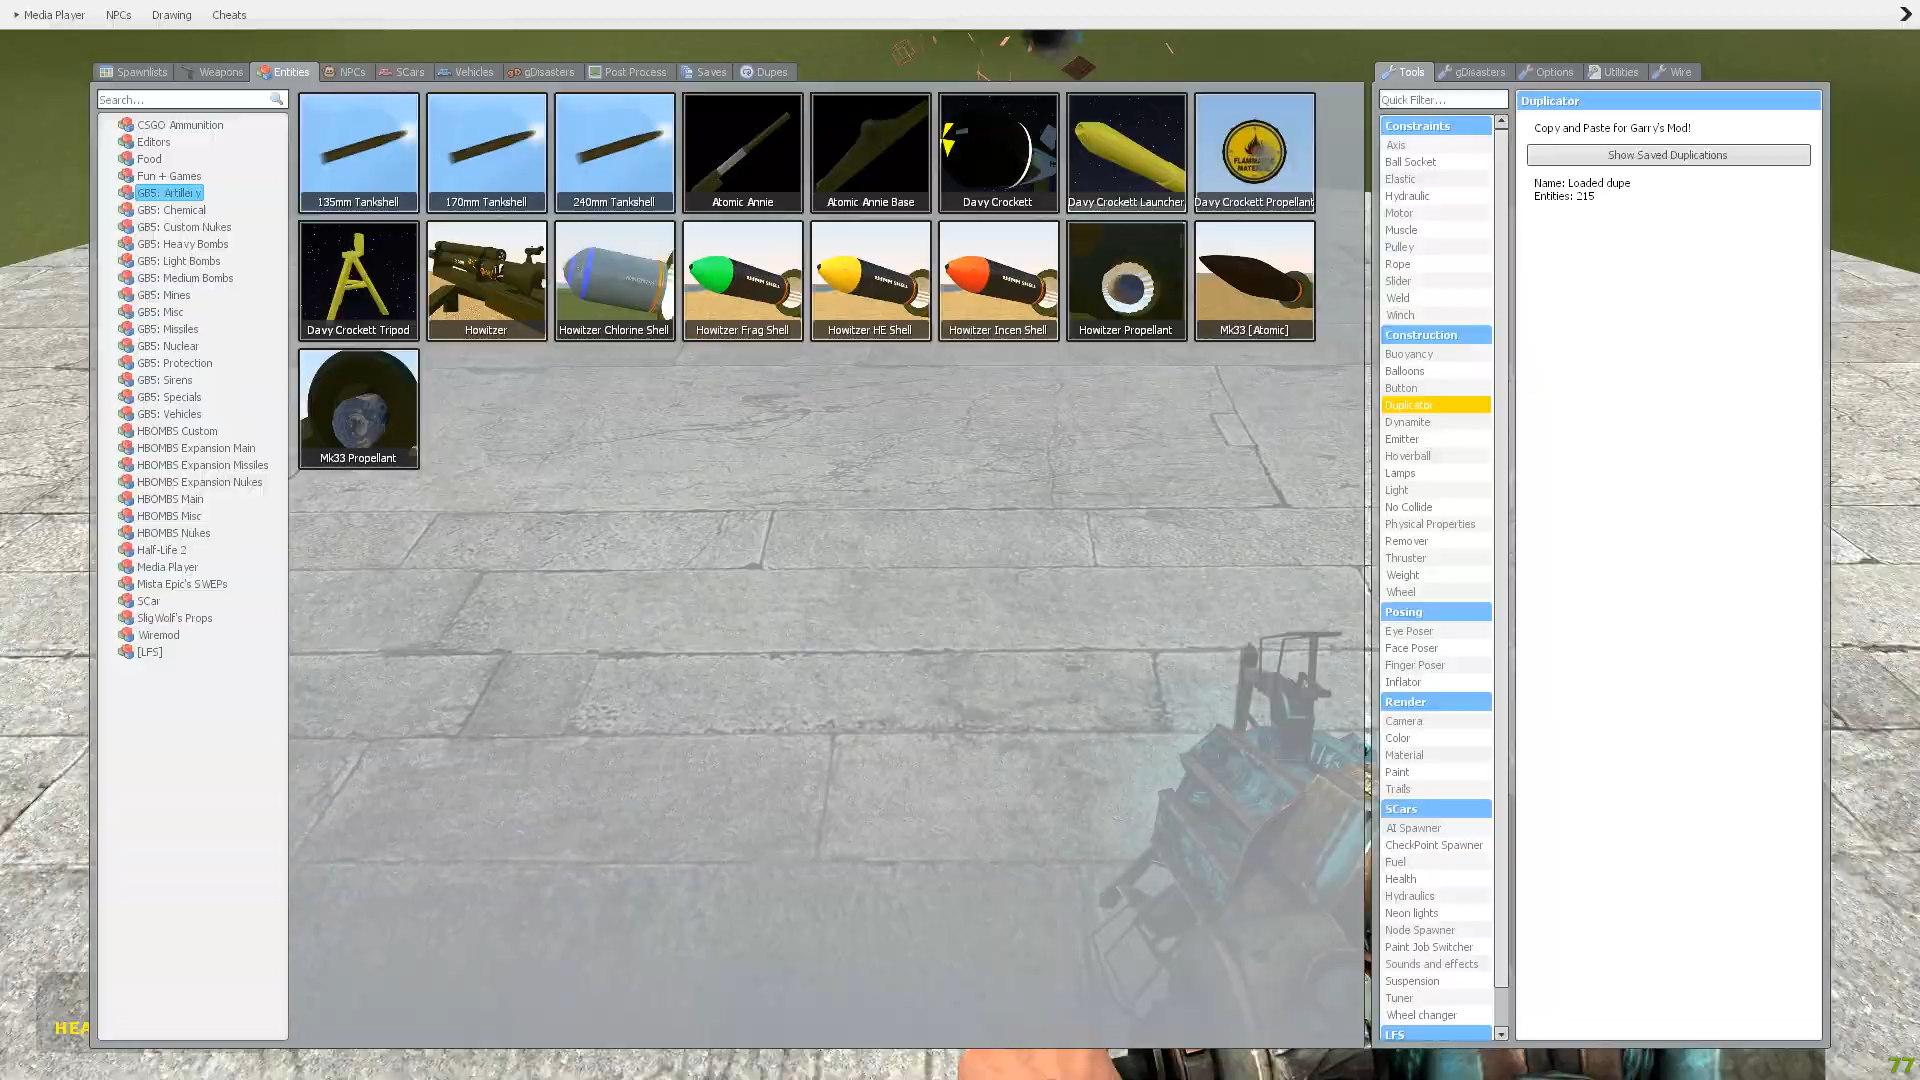 Media Player NPCs Drawing Cheats
Spawnlists Weapons Entities NPCs SCars Vehicles gDisasters Post Process Saves Dupes
Search...
CSGO Ammunition
Editors
Food
Fun + Games
GB5: Artillery
GB5: Chemical
GB5: Custom Nukes
GB5: Heavy Bombs
GB5: Light Bombs
GB5: Medium Bombs
GB5: Mines
GB5: Misc
GB5: Missiles
GB5: Nuclear
GB5: Protection
GB5: Sirens
GB5: Specials
GB5: Vehicles
HBOMBS Custom
HBOMBS Expansion Main
HBOMBS Expansion Missiles
HBOMBS Expansion Nukes
HBOMBS Main
HBOMBS Misc
HBOMBS Nukes
Half-Life 2
Media Player
Mista Epic's SWEPs
SCar
SligWolf's Props
Wiremod
[LFS]
135mm Tankshell
170mm Tankshell
240mm Tankshell
Atomic Annie
Atomic Annie Base
Davy Crockett
Davy Crockett Launcher
FLAMMABLE
Davy Crockett Propellant
Davy Crockett Tripod
Howitzer
Howitzer Chlorine Shell
Howitzer Frag Shell
Howitzer HE Shell
Howitzer Incen Shell
Howitzer Propellant
Mk33 [Atomic]
Mk33 Propellant
Tools gDisasters Options Utilities Wire
Quick Filter...
Constraints
Axis
Ball Socket
Elastic
Hydraulic
Motor
Muscle
Pulley
Rope
Slider
Weld
Winch
Construction
Buoyancy
Balloons
Button
Duplicator
Dynamite
Emitter
Hoverball
Lamps
Light
No Collide
Physical Properties
Remover
Thruster
Weight
Wheel
Posing
Eye Poser
Face Poser
Finger Poser
Inflator
Render
Camera
Color
Material
Paint
Trails
SCars
AI Spawner
CheckPoint Spawner
Fuel
Health
Hydraulics
Neon lights
Node Spawner
Paint Job Switcher
Sounds and effects
Suspension
Tuner
Wheel changer
LFS
Duplicator
Copy and Paste for Garry's Mod!
Show Saved Duplications
Name: Loaded dupe
Entities: 215
HEA
77